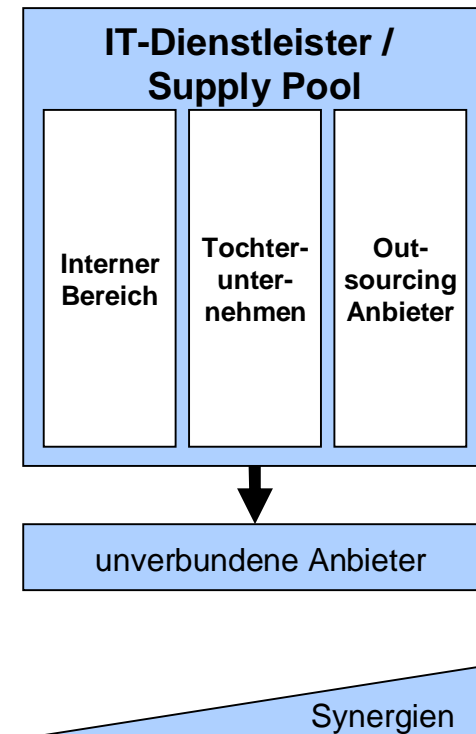 IT-Dienstleister /
Supply Pool
Interner
Bereich
Tochter-
unter-
nehmen
Out-
sourcing
Anbieter
unverbundene Anbieter
Synergien